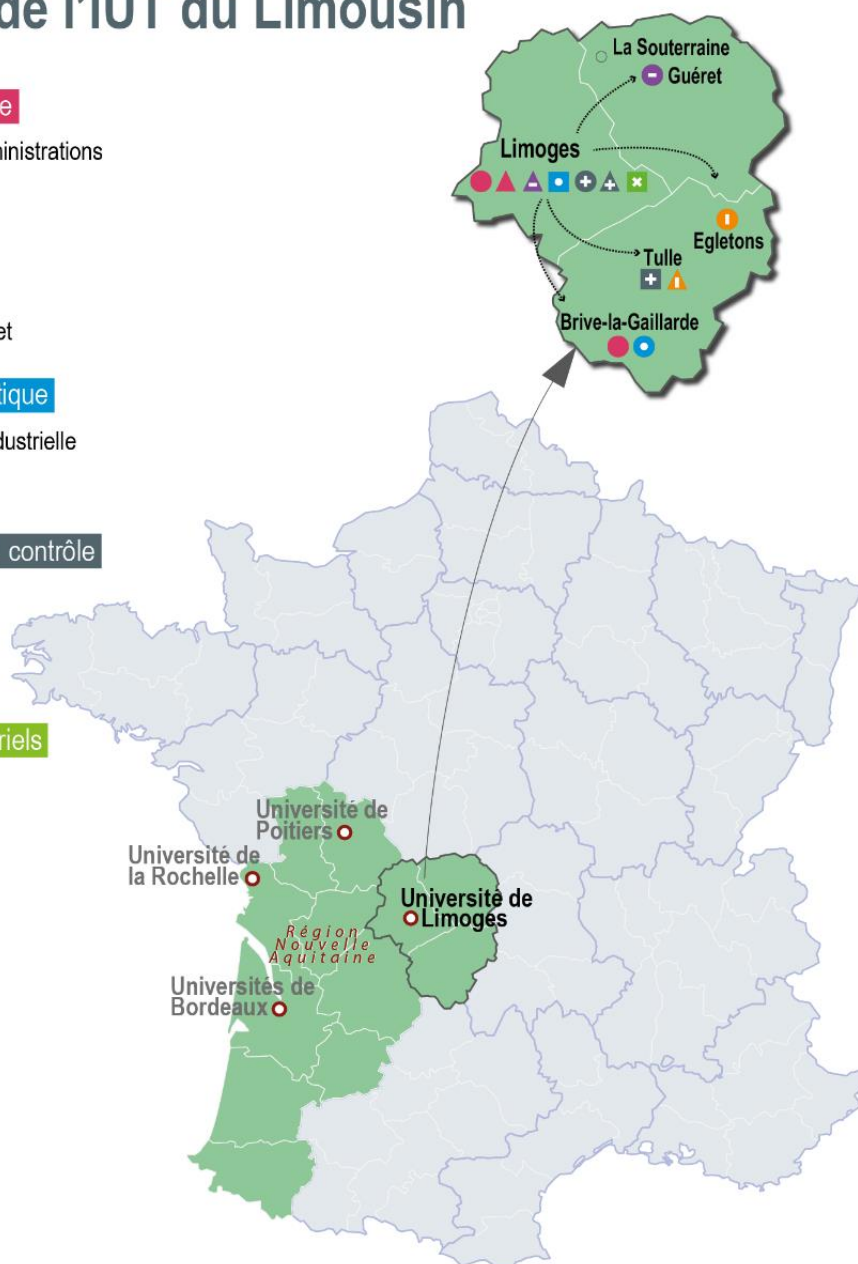 de l'IUT du Limousin
e
ministrations
et
tique
dustrielle
contrôle
riels
La Souterraine
Guéret
Limoges
Egletons
Tulle
Brive-la-Gaillarde
Université de
Poitiers
Université de
la Rochelle
Université de
Limoges
Région
Nouvelle
Aquitaine
Universités de
Bordeaux